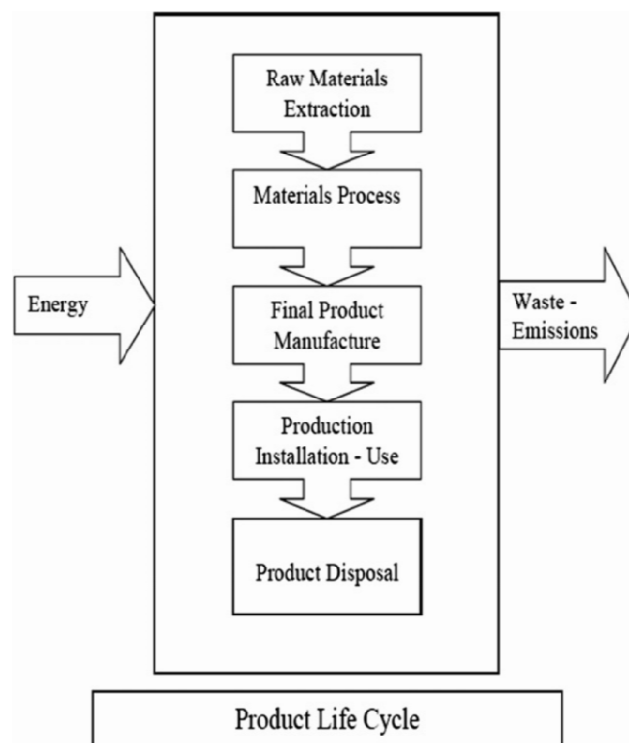 Raw Materials
Extraction
Materials Process
Energy
Final Product
Manufacture
Waste -
Emissions
Production
Installation - Use
Product Disposal
Product Life Cycle